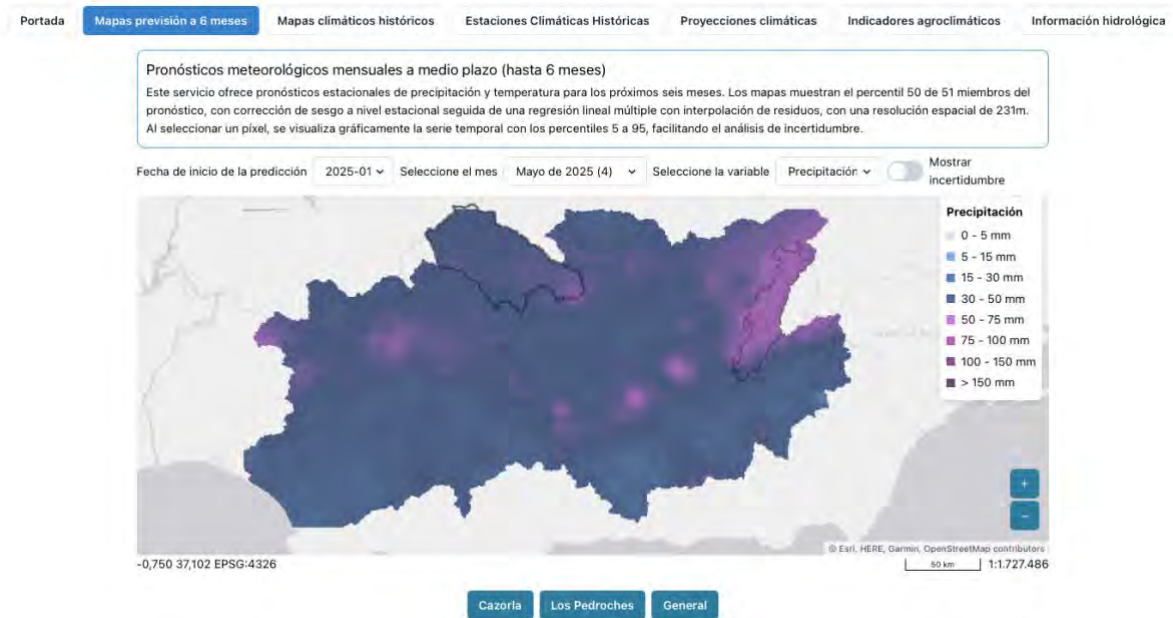 Portada Mapas previsión a 6 meses Mapas climáticos históricos Estaciones Climáticas Históricas Proyecciones climáticas Indicadores agroclimáticos Información hidrológica
Pronósticos meteorológicos mensuales a medio plazo (hasta 6 meses)
Este servicio ofrece pronósticos estacionales de precipitación y temperatura para los próximos seis meses. Los mapas muestran el percentil 50 de 51 miembros del
pronóstico, con corrección de sesgo a nivel estacional seguida de una regresión lineal múltiple con interpolación de residuos, con una resolución espacial de 231m.
Al seleccionar un píxel, se visualiza gráficamente la serie temporal con los percentiles 5 a 95, facilitando el análisis de incertidumbre.
Fecha de inicio de la predicción 2025-01 Seleccione el mes Mayo de 2025 (4) Seleccione la variable Precipitación Mostrar
incertidumbre
Precipitación
0 - 5 mm
5 - 15 mm
15 - 30 mm
30 - 50 mm
50 - 75 mm
75 - 100 mm
100 - 150 mm
> 150 mm
+
−
© Esri, HERE, Garmin, OpenStreetMap contributors
-0,750 37,102 EPSG:4326 50 km 1:1.727.486
Cazorla Los Pedroches General